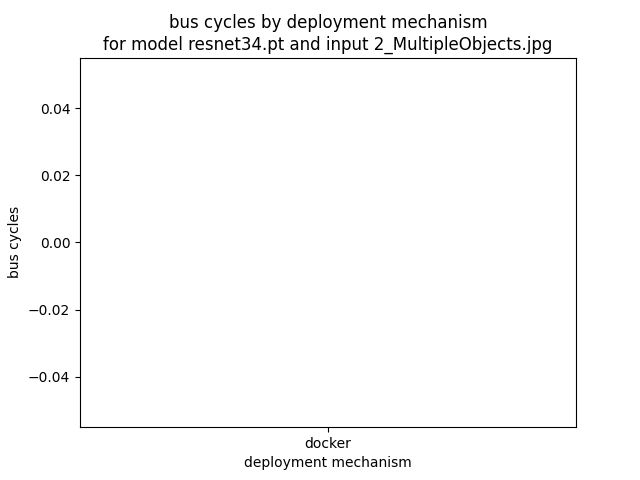 bus cycles by deployment mechanism
for model resnet34.pt and input 2_MultipleObjects.jpg
0.04
0.02
0.00
−0.02
−0.04
bus cycles
docker
deployment mechanism